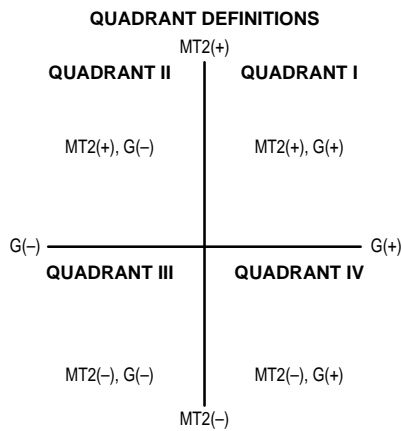 QUADRANT DEFINITIONS
MT2(+)
QUADRANT II
QUADRANT I
MT2(+), G(–)
MT2(+), G(+)
G(–)
G(+)
QUADRANT III
QUADRANT IV
MT2(–), G(–)
MT2(–), G(+)
MT2(–)